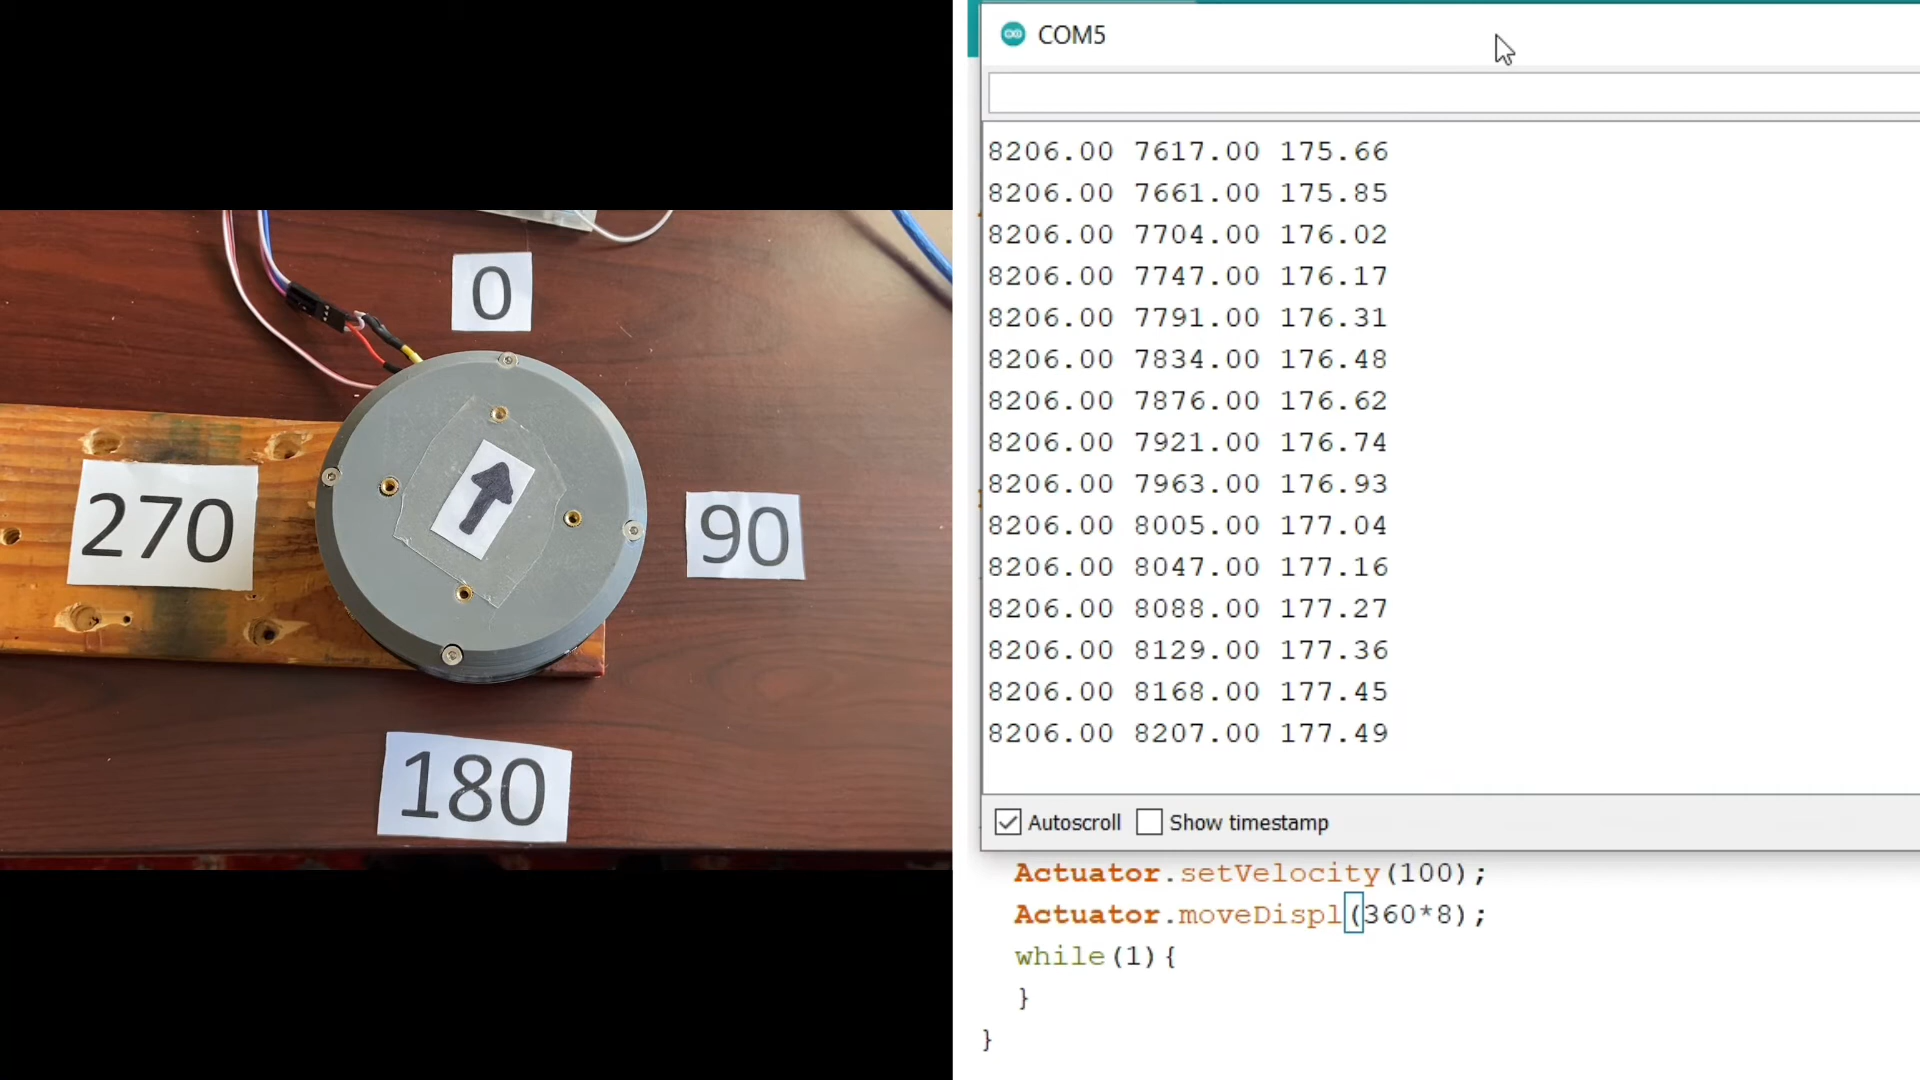 0
270
90
180
COM5
8206.00 7617.00 175.66
8206.00 7661.00 175.85
8206.00 7704.00 176.02
8206.00 7747.00 176.17
8206.00 7791.00 176.31
8206.00 7834.00 176.48
8206.00 7876.00 176.62
8206.00 7921.00 176.74
8206.00 7963.00 176.93
8206.00 8005.00 177.04
8206.00 8047.00 177.16
8206.00 8088.00 177.27
8206.00 8129.00 177.36
8206.00 8168.00 177.45
8206.00 8207.00 177.49
Autoscroll Show timestamp
Actuator.setVelocity(100);
Actuator.moveDispl(360*8);
while(1){
}
}